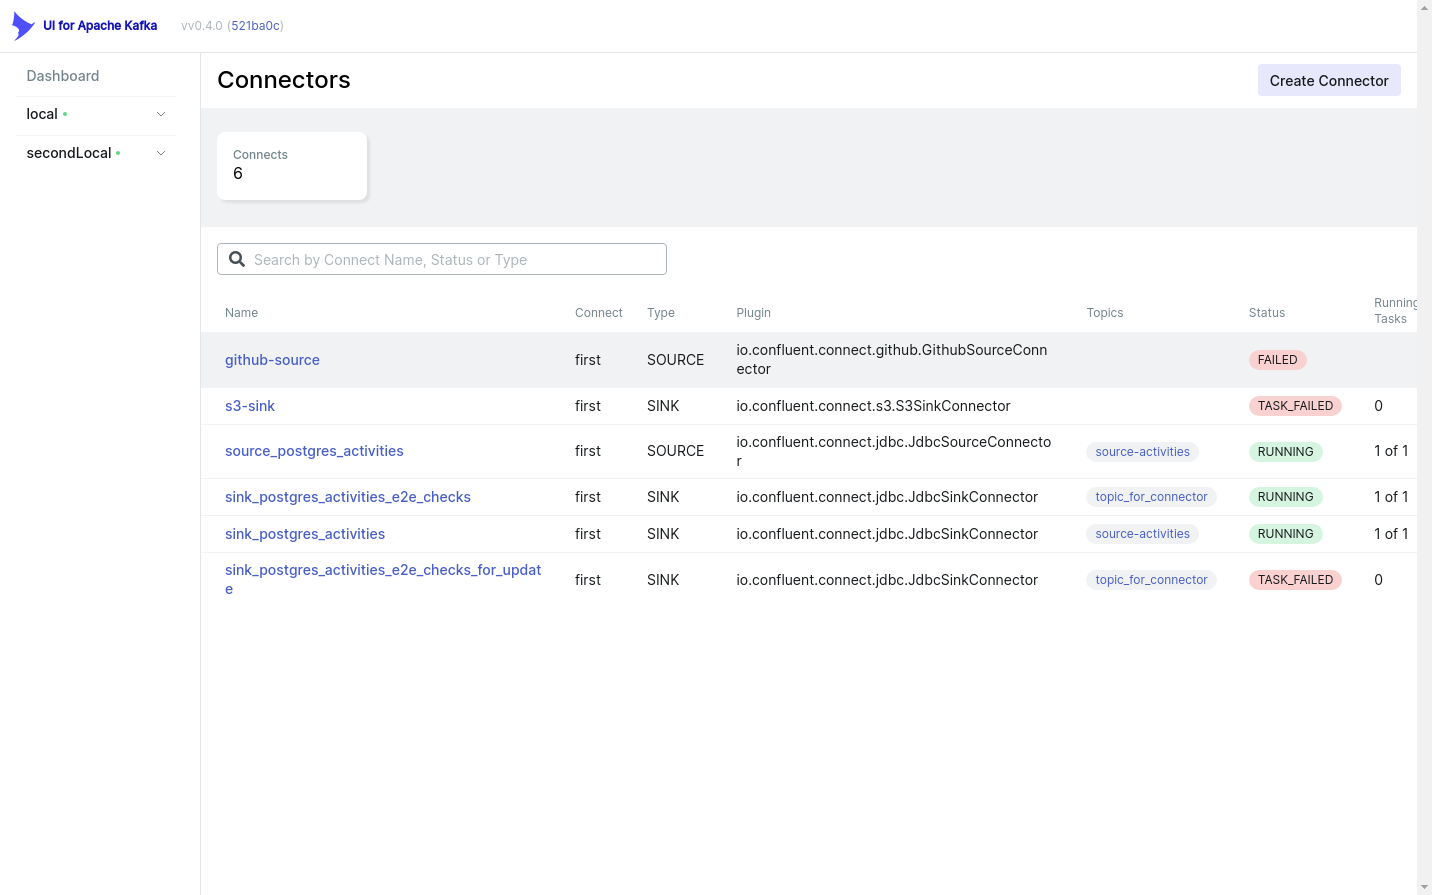 UI for Apache Kafka vv0.4.0 (521ba0c)
Dashboard
local
secondLocal
Connectors
Create Connector
Connects
6
Search by Connect Name, Status or Type
Name Connect Type Plugin Topics Status Running
Tasks
github-source first SOURCE io.confluent.connect.github.GithubSourceConn
ector FAILED
s3-sink first SINK io.confluent.connect.s3.S3SinkConnector TASK_FAILED 0
source_postgres_activities first SOURCE io.confluent.connect.jdbc.JdbcSourceConnecto
r source-activities RUNNING 1 of 1
sink_postgres_activities_e2e_checks first SINK io.confluent.connect.jdbc.JdbcSinkConnector topic_for_connector RUNNING 1 of 1
sink_postgres_activities first SINK io.confluent.connect.jdbc.JdbcSinkConnector source-activities RUNNING 1 of 1
sink_postgres_activities_e2e_checks_for_updat
e first SINK io.confluent.connect.jdbc.JdbcSinkConnector topic_for_connector TASK_FAILED 0